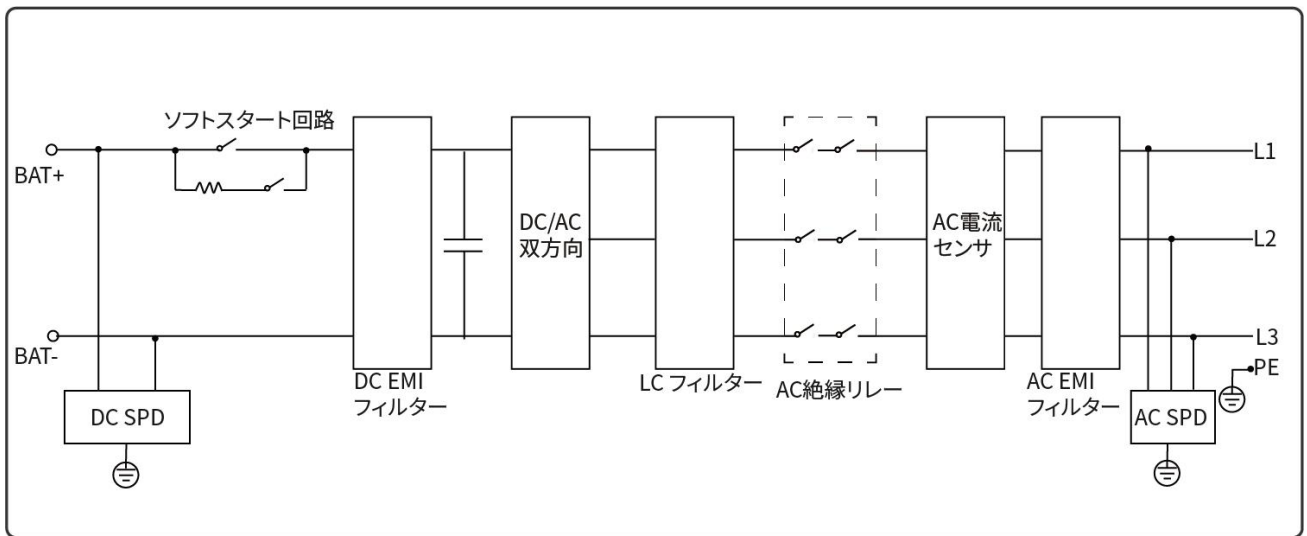 ソフトスタート回路
BAT+
BAT-
DC SPD
DC EMI
フィルター
DC/AC
双方向
LC フィルター
AC絶縁リレー
AC電流
センサ
AC EMI
フィルター
L1
L2
L3
PE
AC SPD